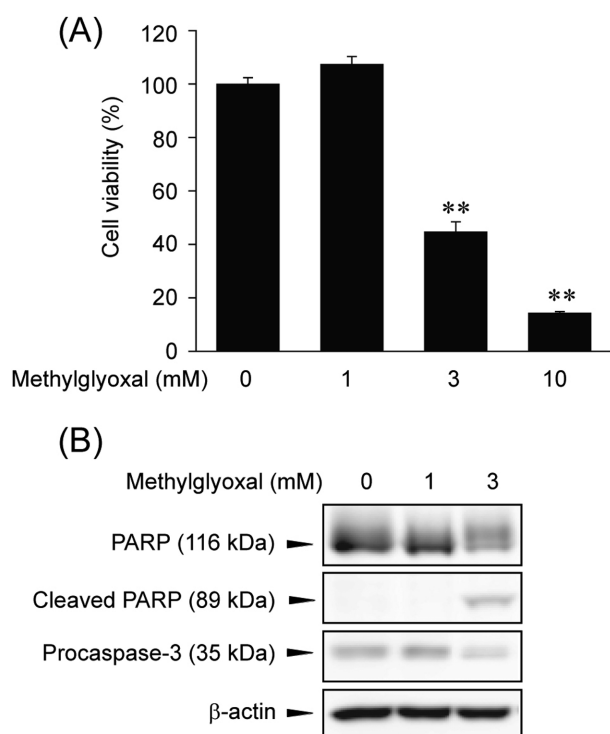 (A)
120
100
80
60
40
20
0
Cell viability (%)
**
**
Methylglyoxal (mM) 0 1 3 10
(B)
Methylglyoxal (mM) 0 1 3
PARP (116 kDa)
Cleaved PARP (89 kDa)
Procaspase-3 (35 kDa)
β-actin